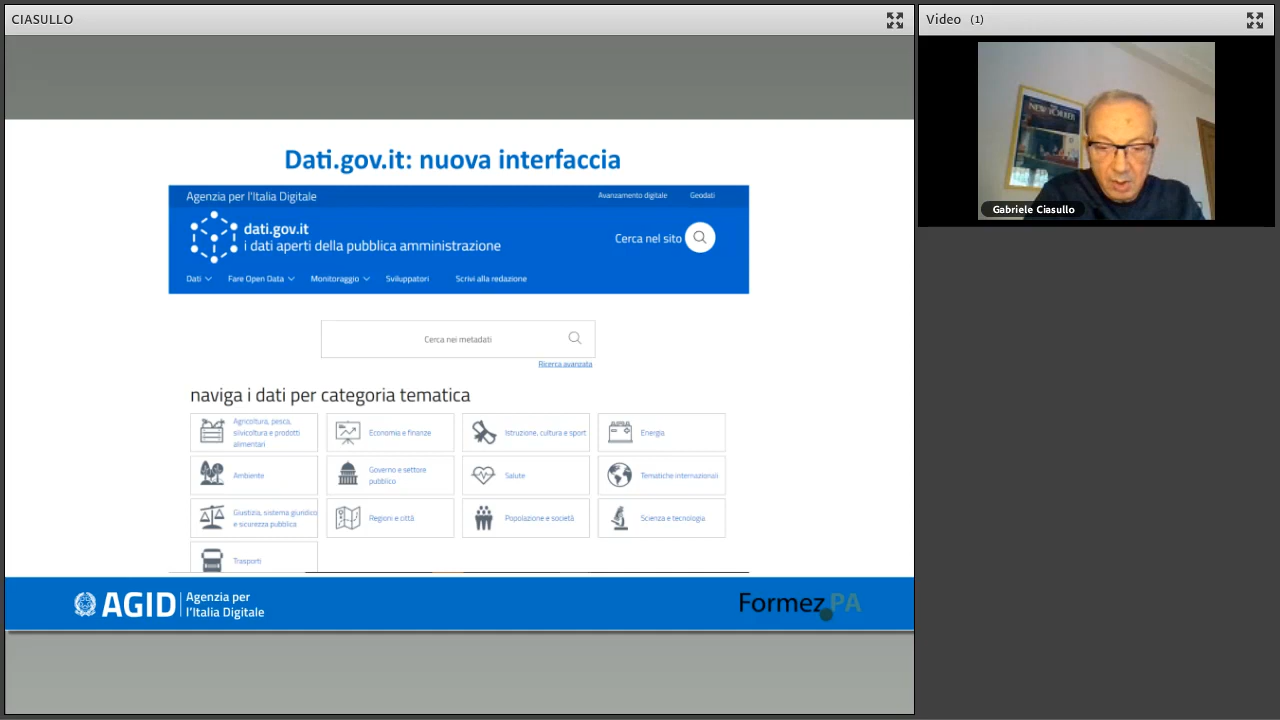 CIASULLO
Video (1)
NEW YORKER
Gabriele Ciasullo
Dati.gov.it: nuova interfaccia
Agenzia per l'Italia Digitale
Avanzamento digitale
Geodati
dati.gov.it
i dati aperti della pubblica amministrazione
Cerca nel sito
Dati
Fare Open Data
Monitoraggio
Sviluppatori
Scrivi alla redazione
Cerca nei metadati
Ricerca avanzata
naviga i dati per categoria tematica
Agricoltura, pesca,
silvicoltura e prodotti
alimentari
Economia e finanze
Istruzione, cultura e sport
Energia
Ambiente
Governo e settore
pubblico
Salute
Tematiche internazionali
Giustizia, sistema giuridico
e sicurezza pubblica
Regioni e città
Popolazione e società
Scienza e tecnologia
Trasporti
AGID
Agenzia per
l'Italia Digitale
Formez PA